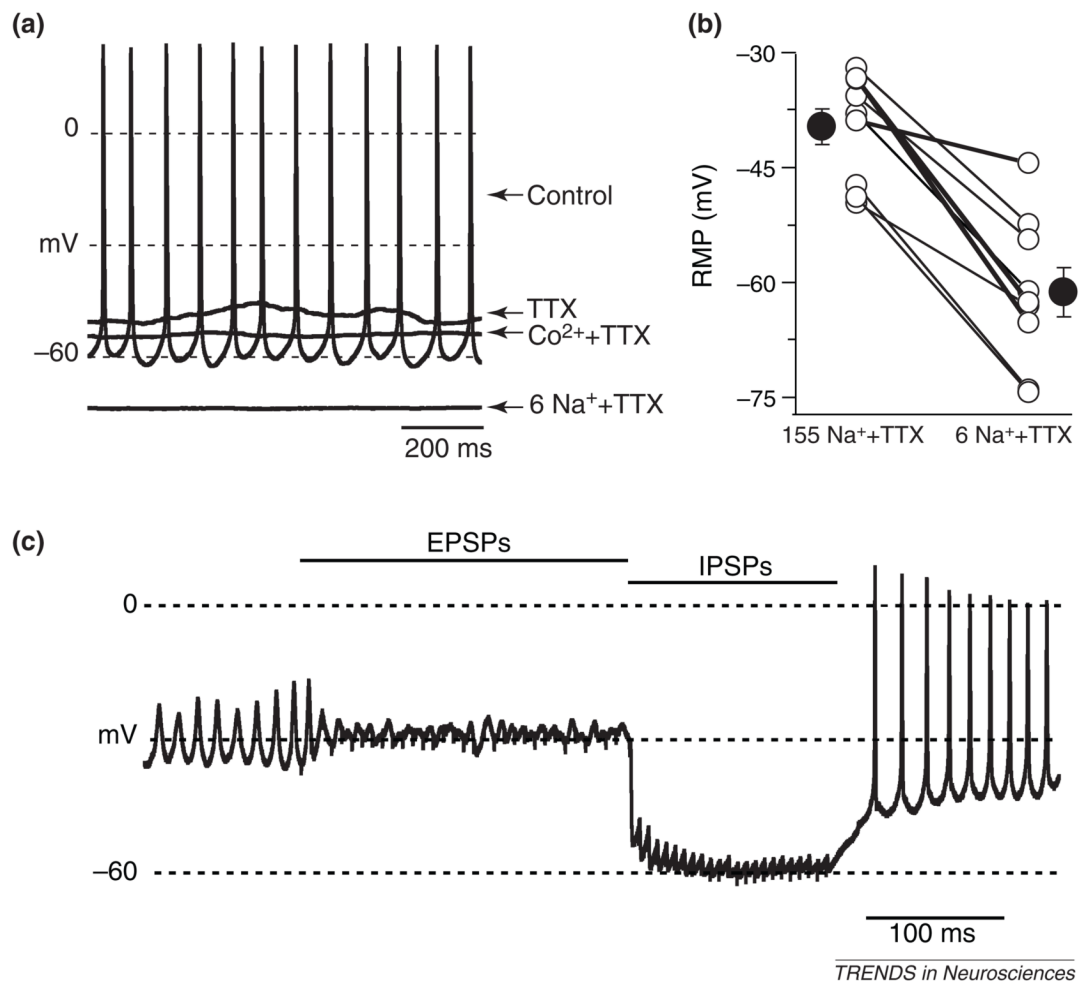 (a)
0
mV
–60
Control
TTX
Co²⁺+TTX
6 Na⁺+TTX
200 ms
(b)
RMP (mV)
–30
–45
–60
–75
155 Na⁺+TTX
6 Na⁺+TTX
(c)
EPSPs
IPSPs
0
mV
–60
100 ms
TRENDS in Neurosciences